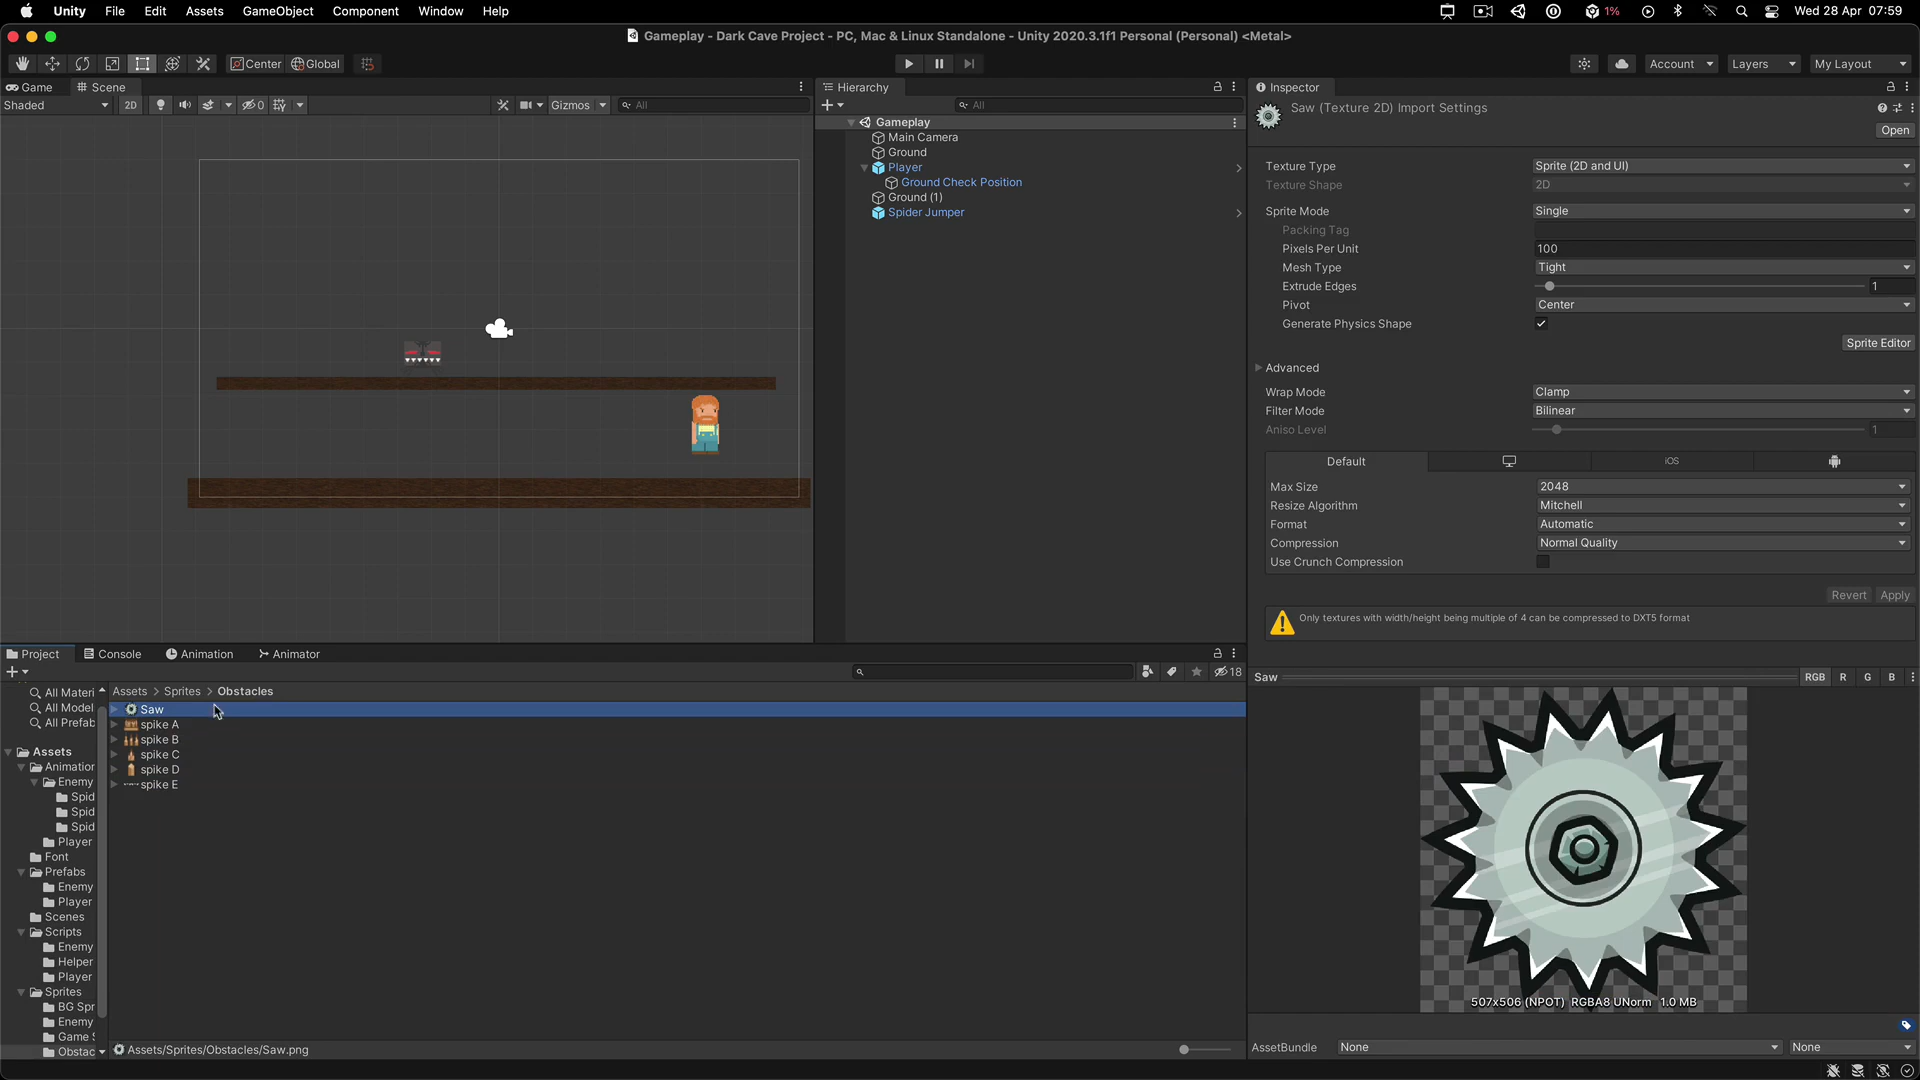 Unity File Edit Assets GameObject Component Window Help 1% Wed 28 Apr 07:59
Gameplay - Dark Cave Project - PC, Mac & Linux Standalone - Unity 2020.3.1f1 Personal (Personal) <Metal>
Center Global Account Layers My Layout
Game Scene
Shaded 2D 0 Gizmos All
Hierarchy
All
Gameplay
Main Camera
Ground
Player
Ground Check Position
Ground (1)
Spider Jumper
Inspector
Saw (Texture 2D) Import Settings
Open
Texture Type Sprite (2D and UI)
Texture Shape 2D
Sprite Mode Single
Packing Tag
Pixels Per Unit 100
Mesh Type Tight
Extrude Edges 1
Pivot Center
Generate Physics Shape
Sprite Editor
Advanced
Wrap Mode Clamp
Filter Mode Bilinear
Aniso Level 1
Default iOS
Max Size 2048
Resize Algorithm Mitchell
Format Automatic
Compression Normal Quality
Use Crunch Compression
Revert Apply
Only textures with width/height being multiple of 4 can be compressed to DXT5 format
Project Console Animation Animator
18
All Materi
All Model
All Prefab
Assets
Animation
Enemy
Spid
Spid
Spid
Player
Font
Prefabs
Enemy
Player
Scenes
Scripts
Enemy
Helper
Player
Sprites
BG Spr
Enemy
Game S
Obstac
Assets > Sprites > Obstacles
Saw
spike A
spike B
spike C
spike D
spike E
Assets/Sprites/Obstacles/Saw.png
Saw RGB R G B
507x506 (NPOT) RGBA8 UNorm 1.0 MB
AssetBundle None None